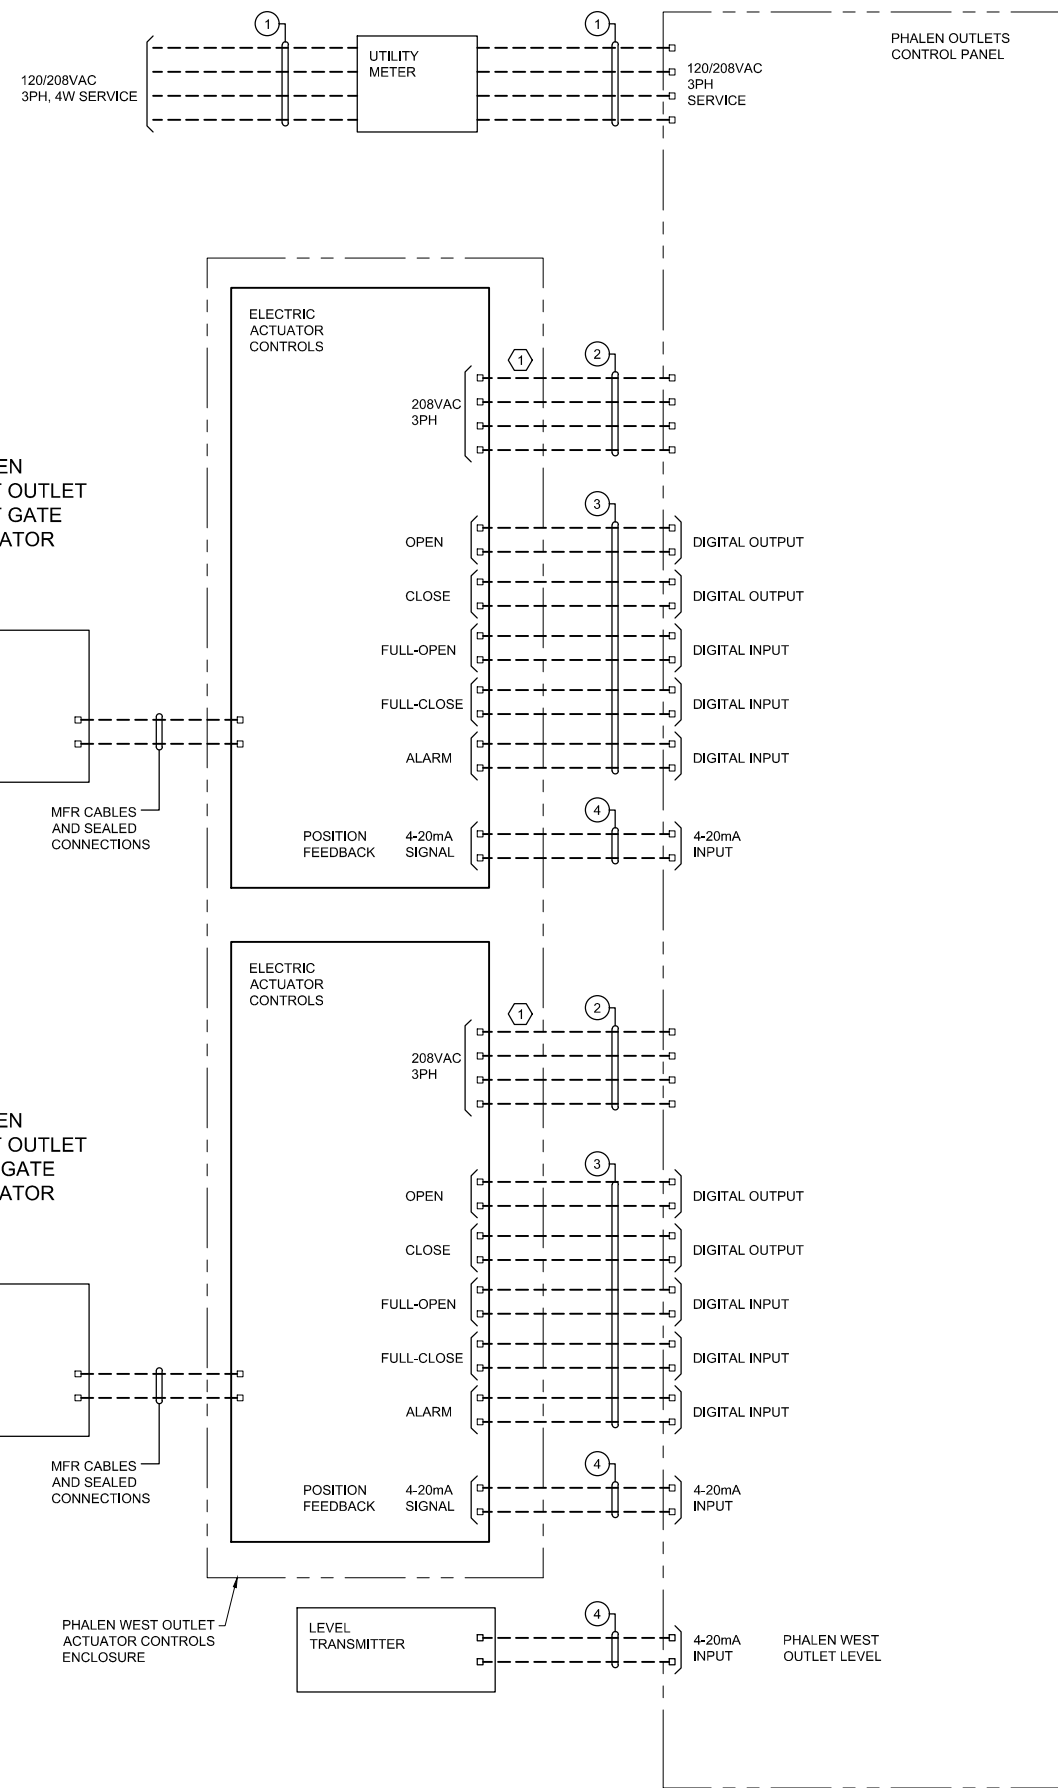 1
1
PHALEN OUTLETS
CONTROL PANEL
UTILITY
METER
120/208VAC
3PH, 4W SERVICE
120/208VAC
3PH
SERVICE
ELECTRIC
ACTUATOR
CONTROLS
1
2
208VAC
3PH
EN
OUTLET
GATE
ATOR
3
OPEN
DIGITAL OUTPUT
CLOSE
DIGITAL OUTPUT
FULL-OPEN
DIGITAL INPUT
FULL-CLOSE
DIGITAL INPUT
ALARM
DIGITAL INPUT
MFR CABLES
AND SEALED
CONNECTIONS
4
POSITION
FEEDBACK
4-20mA
SIGNAL
4-20mA
INPUT
ELECTRIC
ACTUATOR
CONTROLS
1
2
208VAC
3PH
EN
OUTLET
GATE
ATOR
3
OPEN
DIGITAL OUTPUT
CLOSE
DIGITAL OUTPUT
FULL-OPEN
DIGITAL INPUT
FULL-CLOSE
DIGITAL INPUT
ALARM
DIGITAL INPUT
MFR CABLES
AND SEALED
CONNECTIONS
4
POSITION
FEEDBACK
4-20mA
SIGNAL
4-20mA
INPUT
PHALEN WEST OUTLET
ACTUATOR CONTROLS
ENCLOSURE
LEVEL
TRANSMITTER
4
4-20mA
INPUT
PHALEN WEST
OUTLET LEVEL